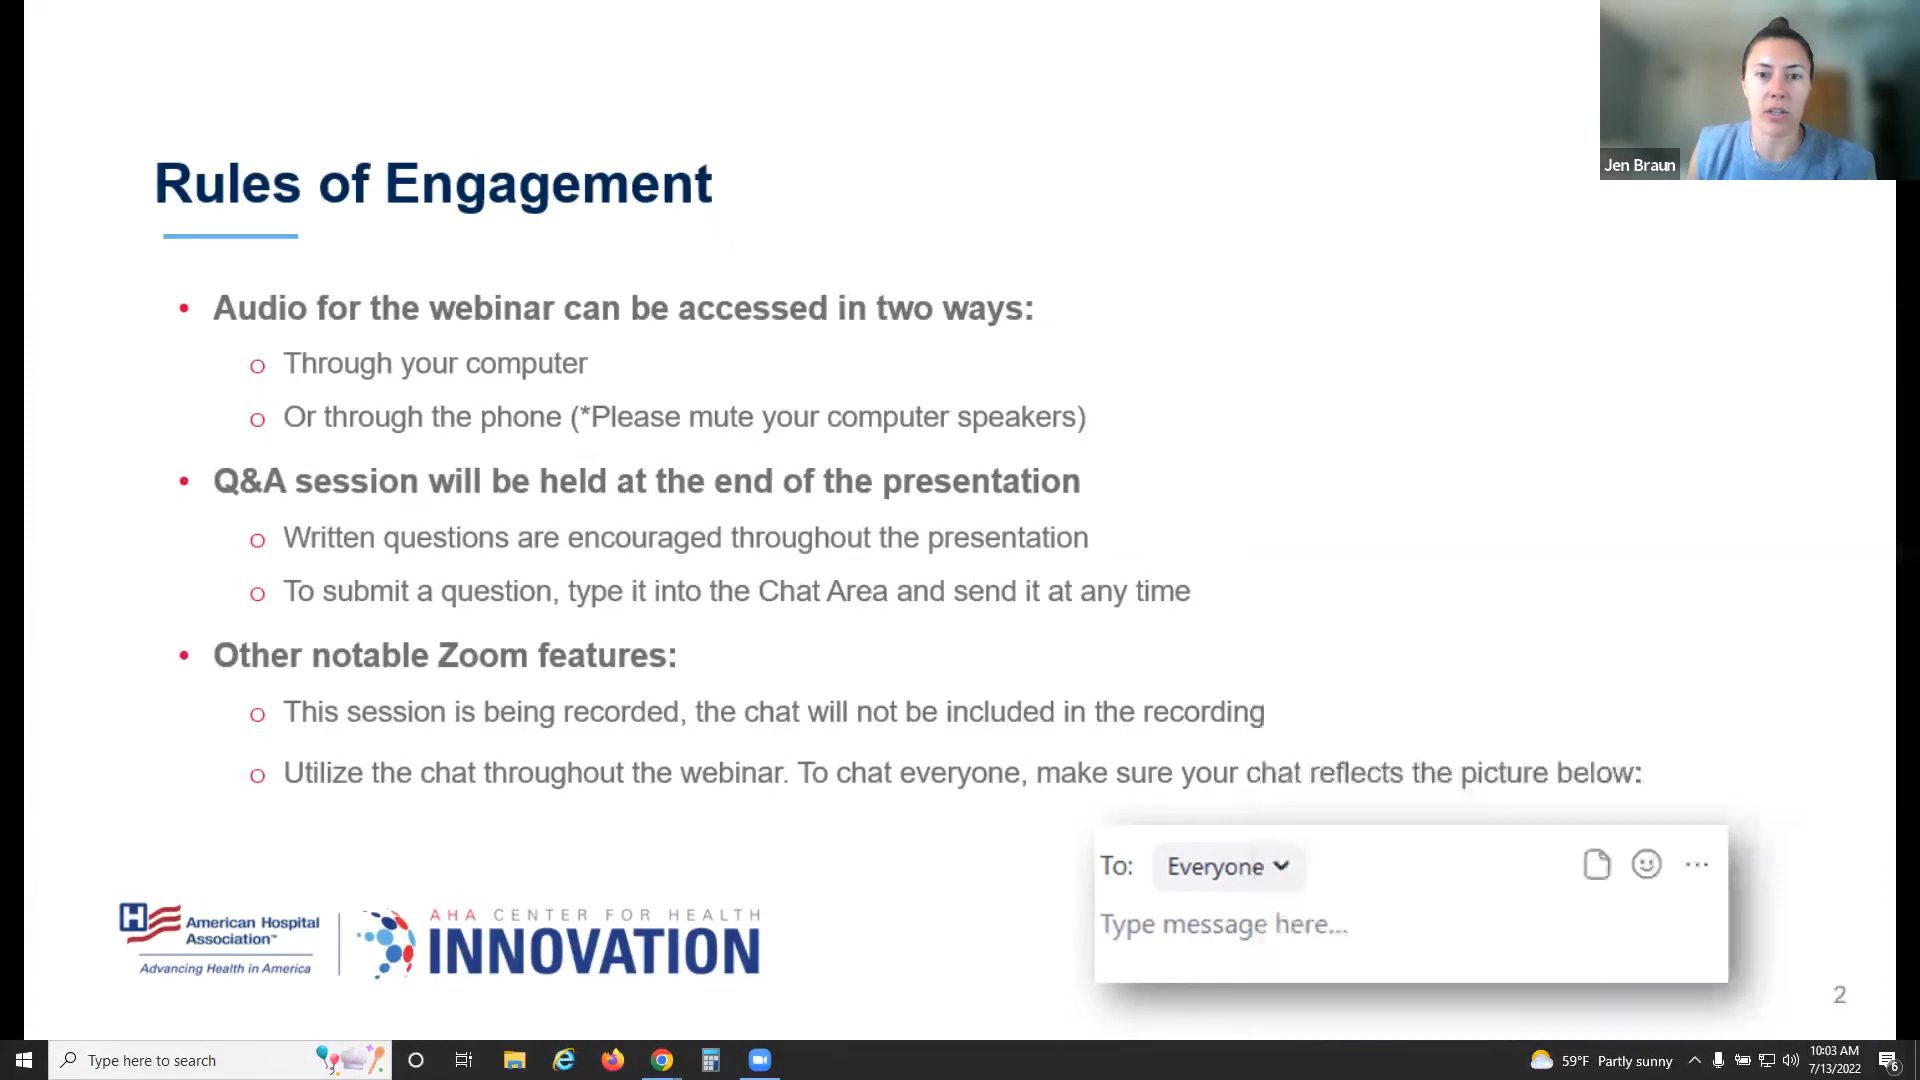 Jen Braun
Rules of Engagement
• Audio for the webinar can be accessed in two ways:
o Through your computer
o Or through the phone (*Please mute your computer speakers)
• Q&A session will be held at the end of the presentation
o Written questions are encouraged throughout the presentation
o To submit a question, type it into the Chat Area and send it at any time
• Other notable Zoom features:
o This session is being recorded, the chat will not be included in the recording
o Utilize the chat throughout the webinar. To chat everyone, make sure your chat reflects the picture below:
To: Everyone
Type message here...
H American Hospital
Association™
Advancing Health in America
AHA CENTER FOR HEALTH
INNOVATION
2
Type here to search
59°F Partly sunny
10:03 AM
7/13/2022
6